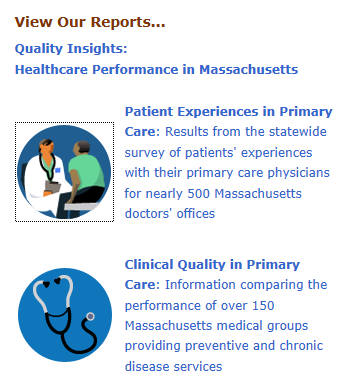 View Our Reports...
Quality Insights:
Healthcare Performance in Massachusetts
Patient Experiences in Primary
Care: Results from the statewide
survey of patients' experiences
with their primary care physicians
for nearly 500 Massachusetts
doctors' offices
Clinical Quality in Primary
Care: Information comparing the
performance of over 150
Massachusetts medical groups
providing preventive and chronic
disease services